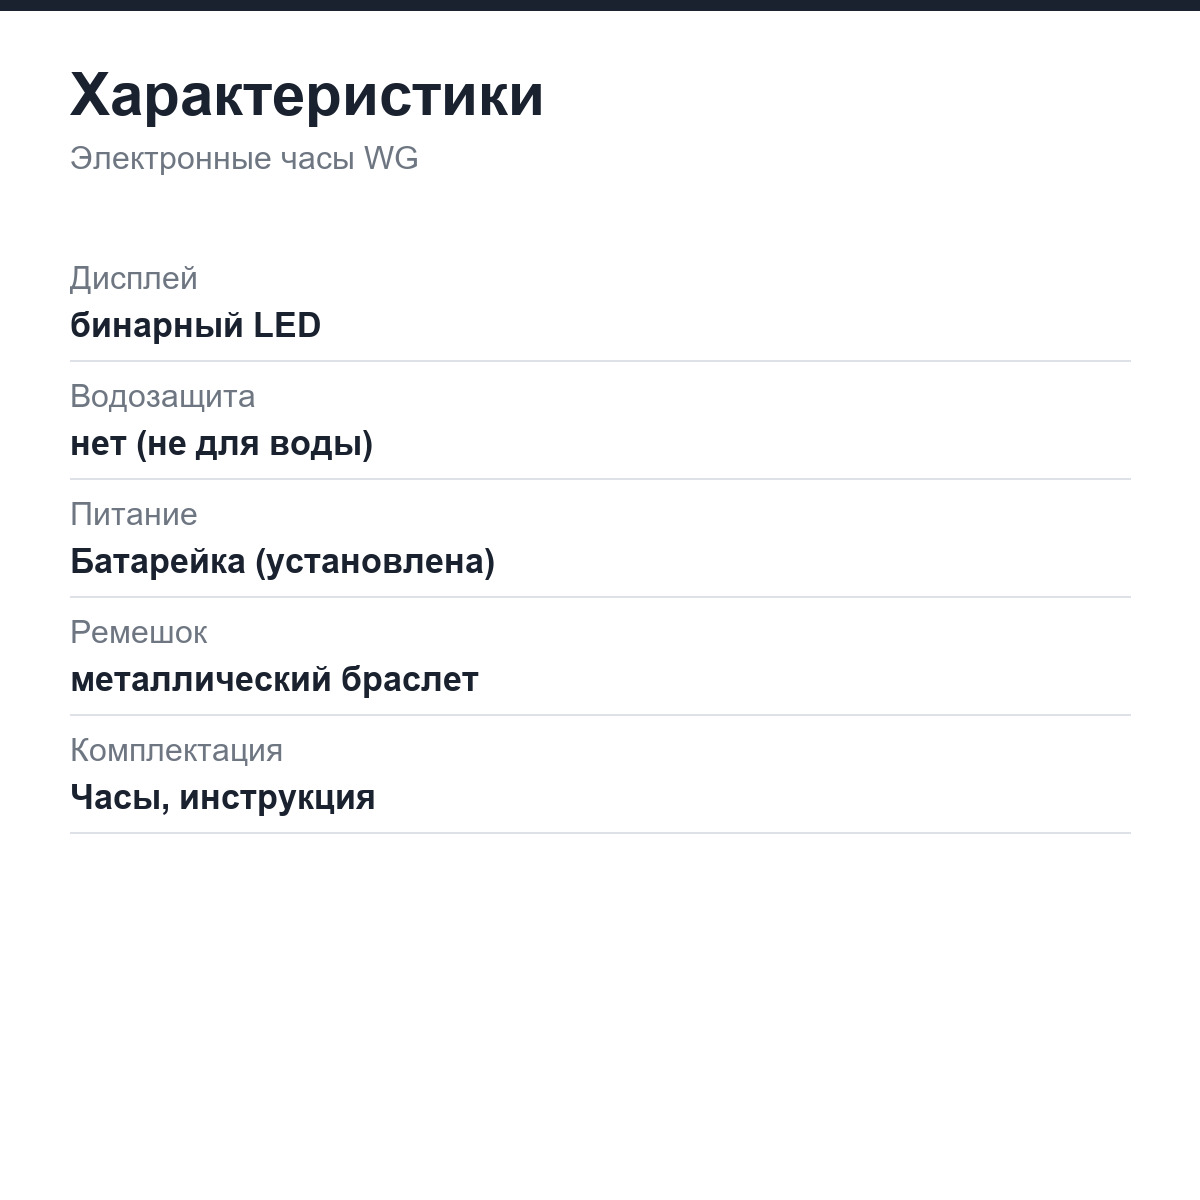 Характеристики
Электронные часы WG
Дисплей
бинарный LED
Водозащита
нет (не для воды)
Питание
Батарейка (установлена)
Ремешок
металлический браслет
Комплектация
Часы, инструкция